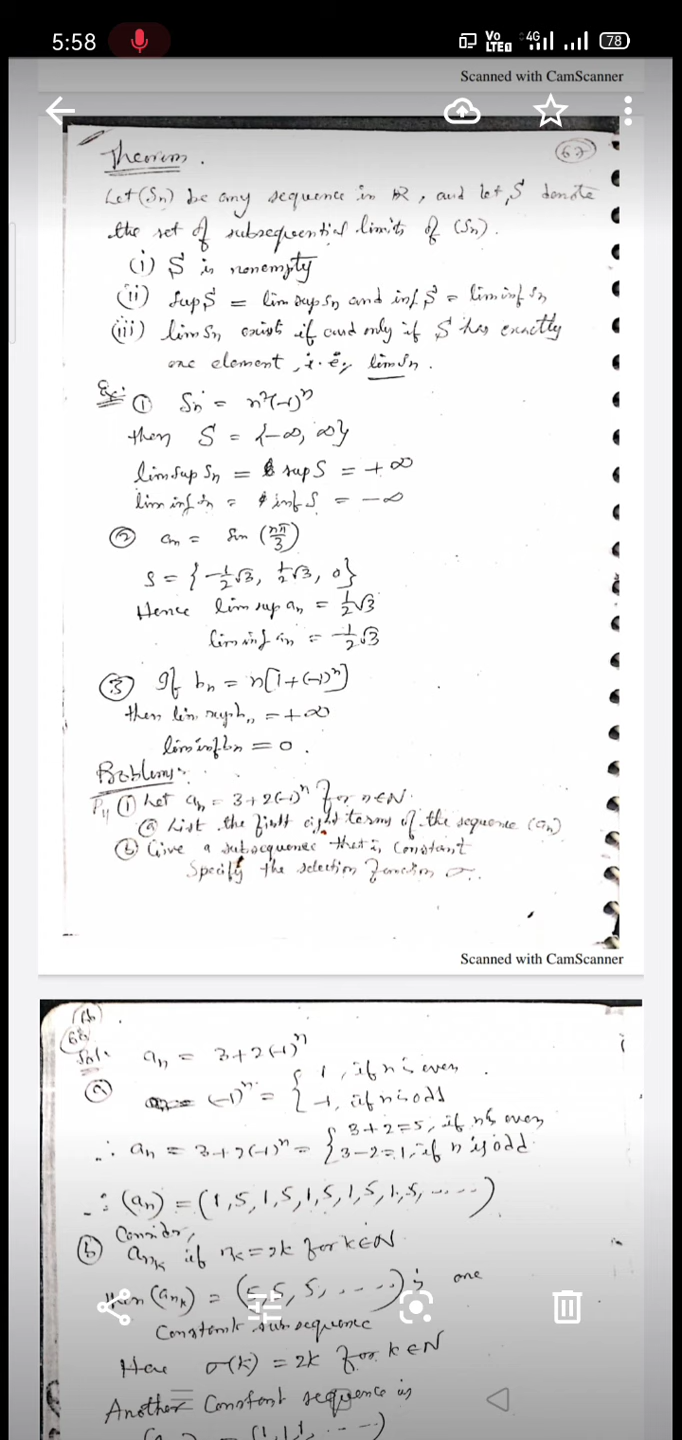 5:58
Vo LTE 4G 78
Scanned with CamScanner
Theorem. 67
Let (Sn) be any sequence in ℝ, and let, S denote
the set of subsequential limits of (Sn).
(i) S is nonempty
(ii) Sup S = lim sup Sn and inf S = lim inf Sn
(iii) lim Sn exists if and only if S has exactly
one element, i.e; lim Sn.
Ex: ① Sn = n²(-1)ⁿ
then S = {-∞, ∞}
lim sup Sn = sup S = +∞
lim inf Sn = inf S = -∞
② an = Sin (nπ/3)
S = {-½√3, ½√3, 0}
Hence lim sup an = ½√3
lim inf an = -½√3
③ If bn = n[1+(-1)ⁿ]
then lim sup bn = +∞
lim inf bn = 0.
Problems:-
P1) ① Let an = 3+2(-1)ⁿ for n∈N.
ⓐ List the first eight terms of the sequence (an)
ⓑ Give a subsequence that is constant
Specify the selection function σ..
Scanned with CamScanner
68
Sol. an = 3+2(-1)ⁿ
ⓐ (-1)ⁿ = { 1, if n is even.
-1, if n is odd
∴ an = 3+2(-1)ⁿ = { 3+2=5, if n is even
3-2=1, if n is odd.
∴ (an) = (1,5,1,5,1,5,1,5,1,5,.....)
Consider,
ⓑ ank if nk=2k for k∈N.
then (ank) = (5,5,5,.....) is one
Constant subsequence
Here σ(k) = 2k for k∈N
Another Constant sequence is
= (1,1,1, ....)